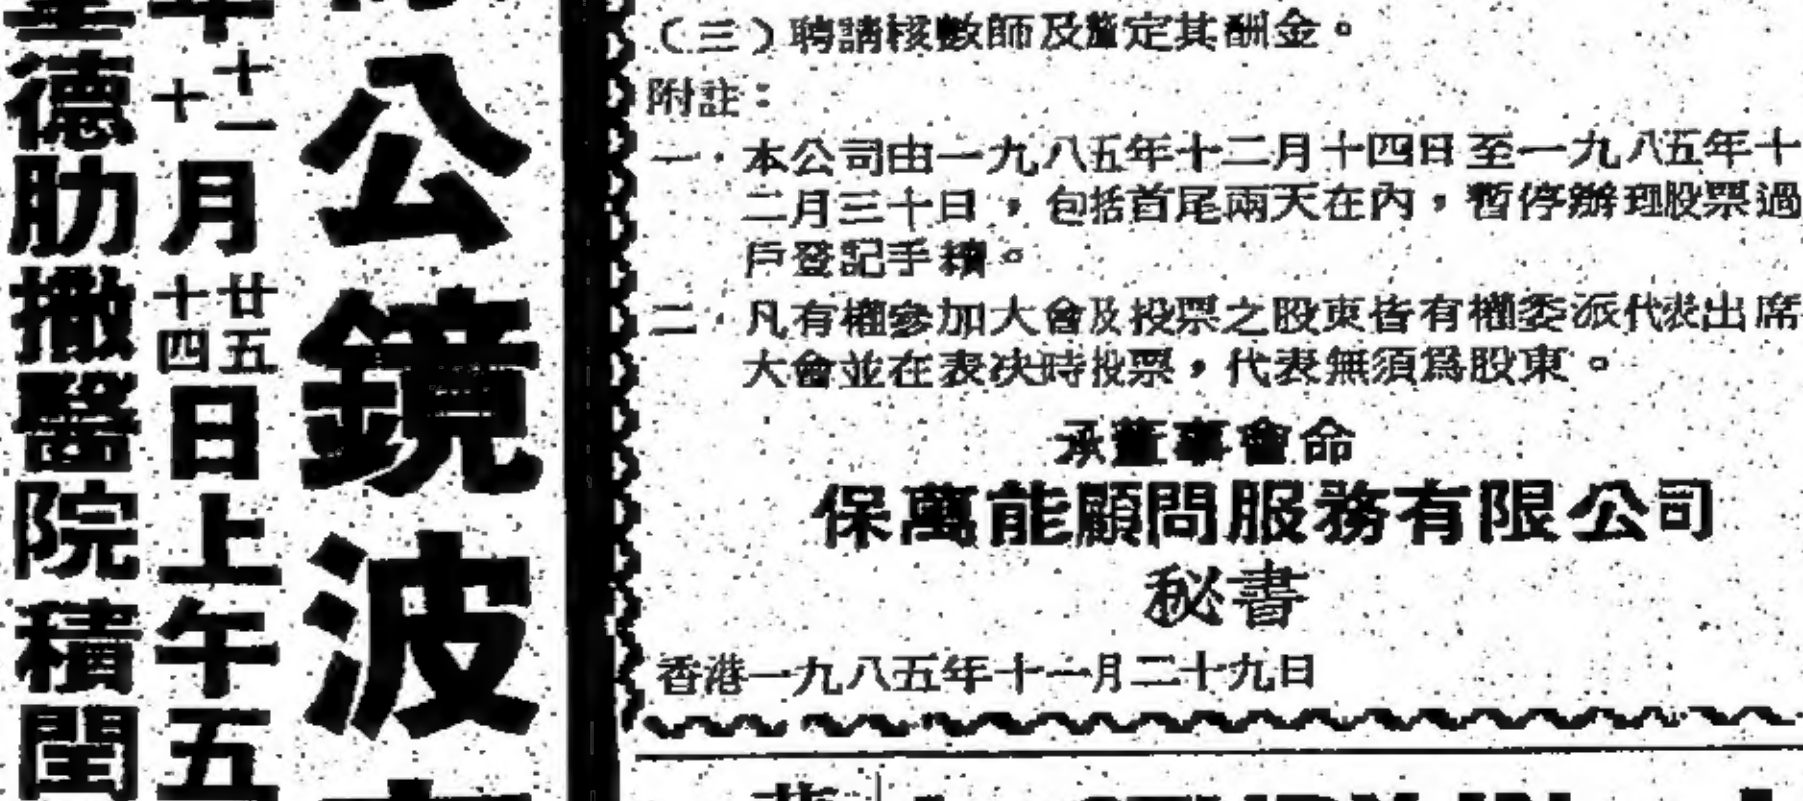 (三)聘請核數師及釐定其酬金。
附註：
一．本公司由一九八五年十二月十四日至一九八五年十
二月三十日，包括首尾兩天在內，暫停辦理股票過
戶登記手續。
二．凡有權參加大會及投票之股東皆有權委派代表出席
大會並在表決時投票，代表無須爲股東。
承董事會命
保萬能顧問服務有限公司
秘書
香港一九八五年十一月二十九日
公鏡波
年十一月廿五日上午五
十 十四
德肋撒醫院積閏